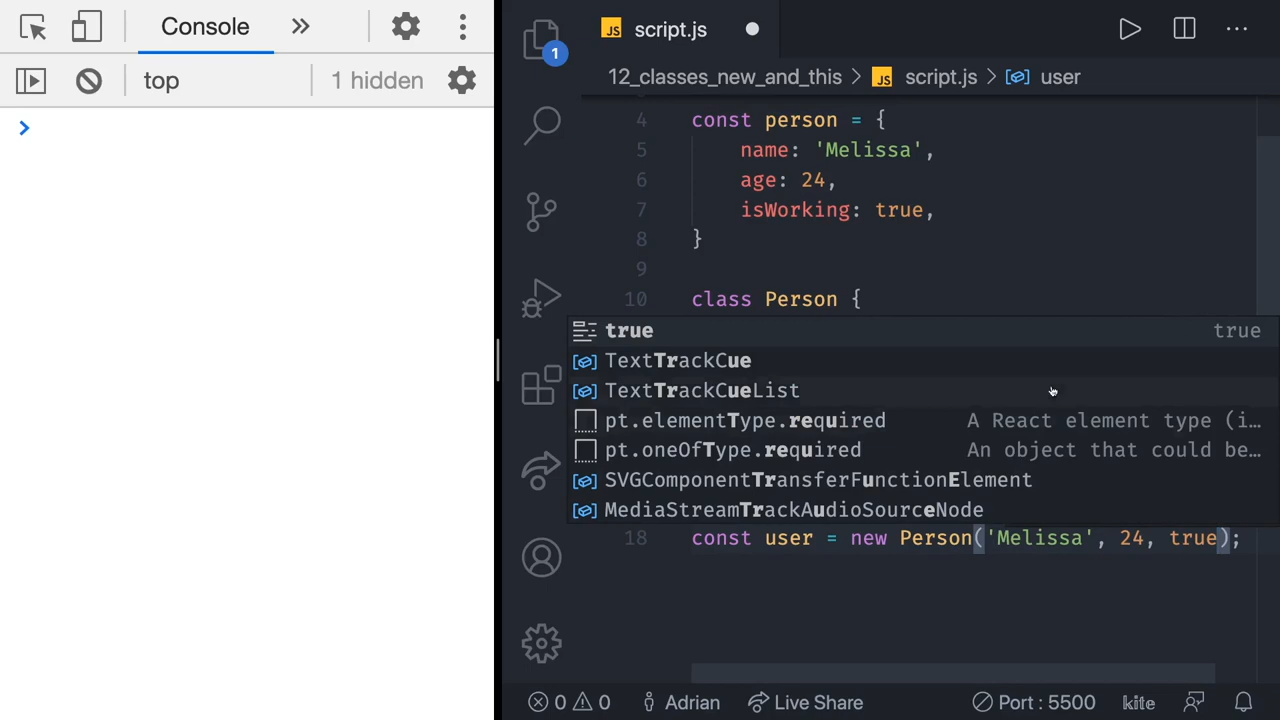 Console
top
1 hidden
1
JS script.js
12_classes_new_and_this > JS script.js > user
4 const person = {
5 name: 'Melissa',
6 age: 24,
7 isWorking: true,
8 }
9
10 class Person {
true true
TextTrackCue
TextTrackCueList
pt.elementType.required A React element type (i…
pt.oneOfType.required An object that could be…
SVGComponentTransferFunctionElement
MediaStreamTrackAudioSourceNode
18 const user = new Person('Melissa', 24, true);
0 0 Adrian Live Share Port : 5500 kite